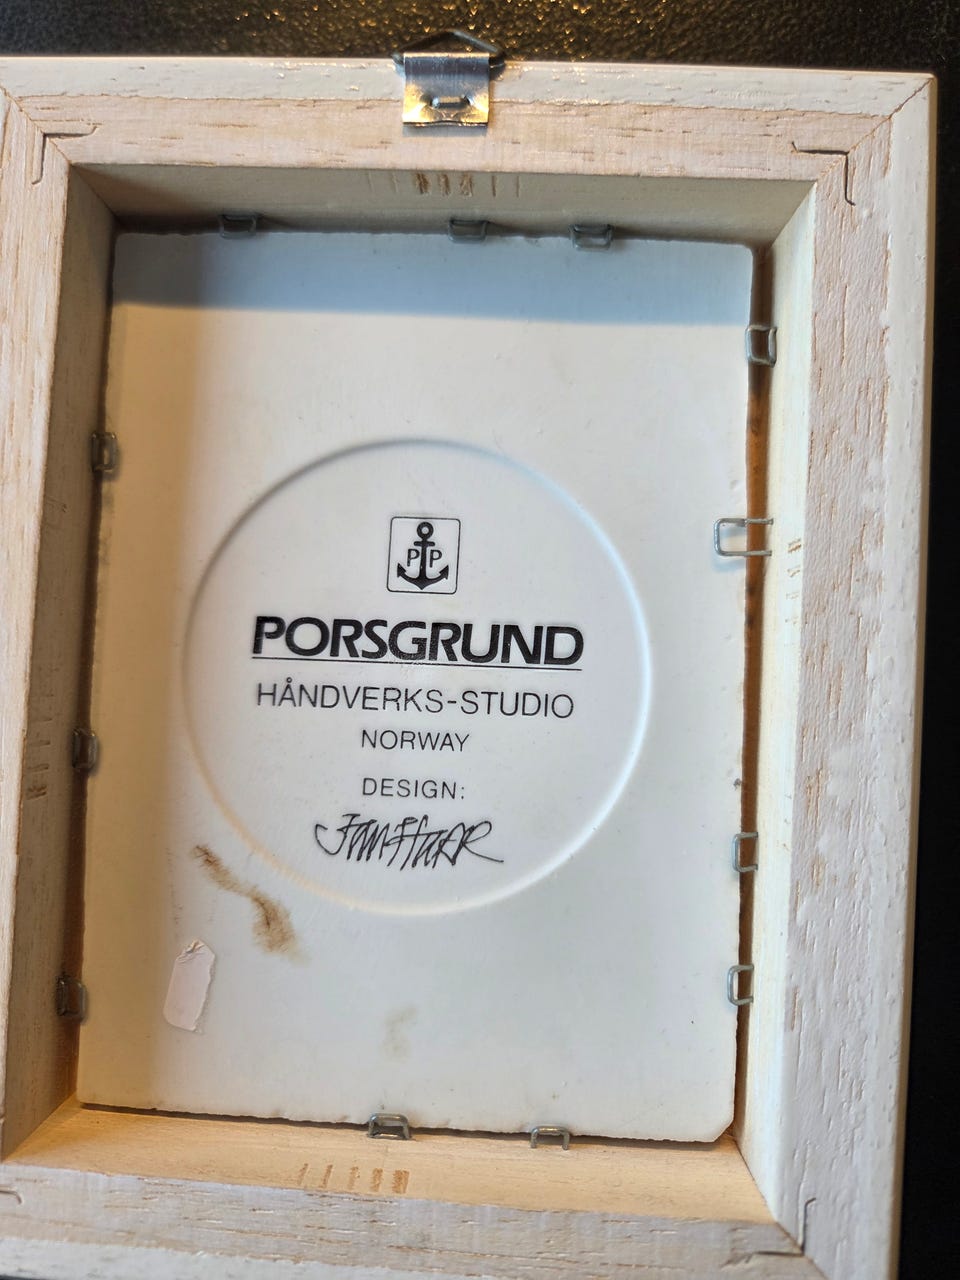 P P
PORSGRUND
HÅNDVERKS-STUDIO
NORWAY
DESIGN: